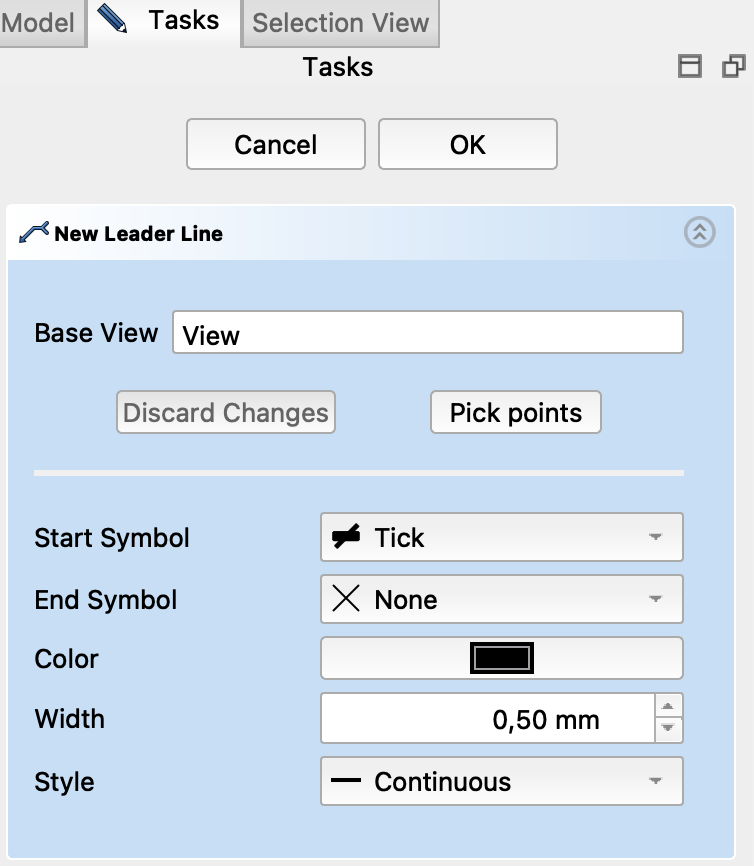 Model Tasks Selection View
Tasks
Cancel OK
New Leader Line
Base View View
Discard Changes Pick points
Start Symbol Tick
End Symbol None
Color
Width 0,50 mm
Style Continuous